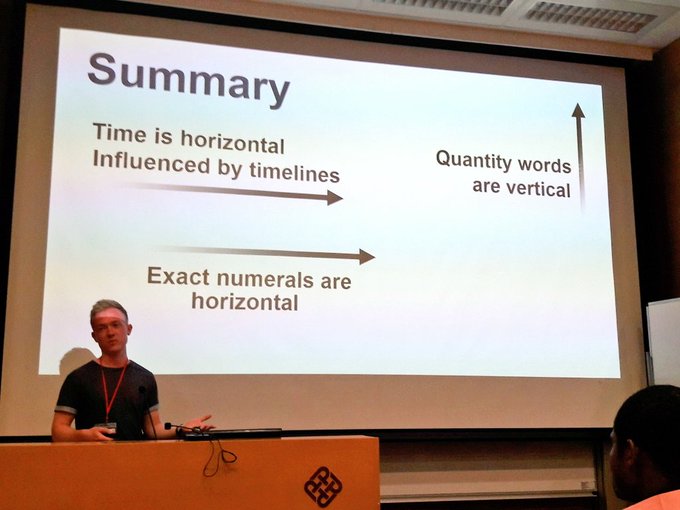 Summary
Time is horizontal
Influenced by timelines
Quantity words
are vertical
Exact numerals are
horizontal